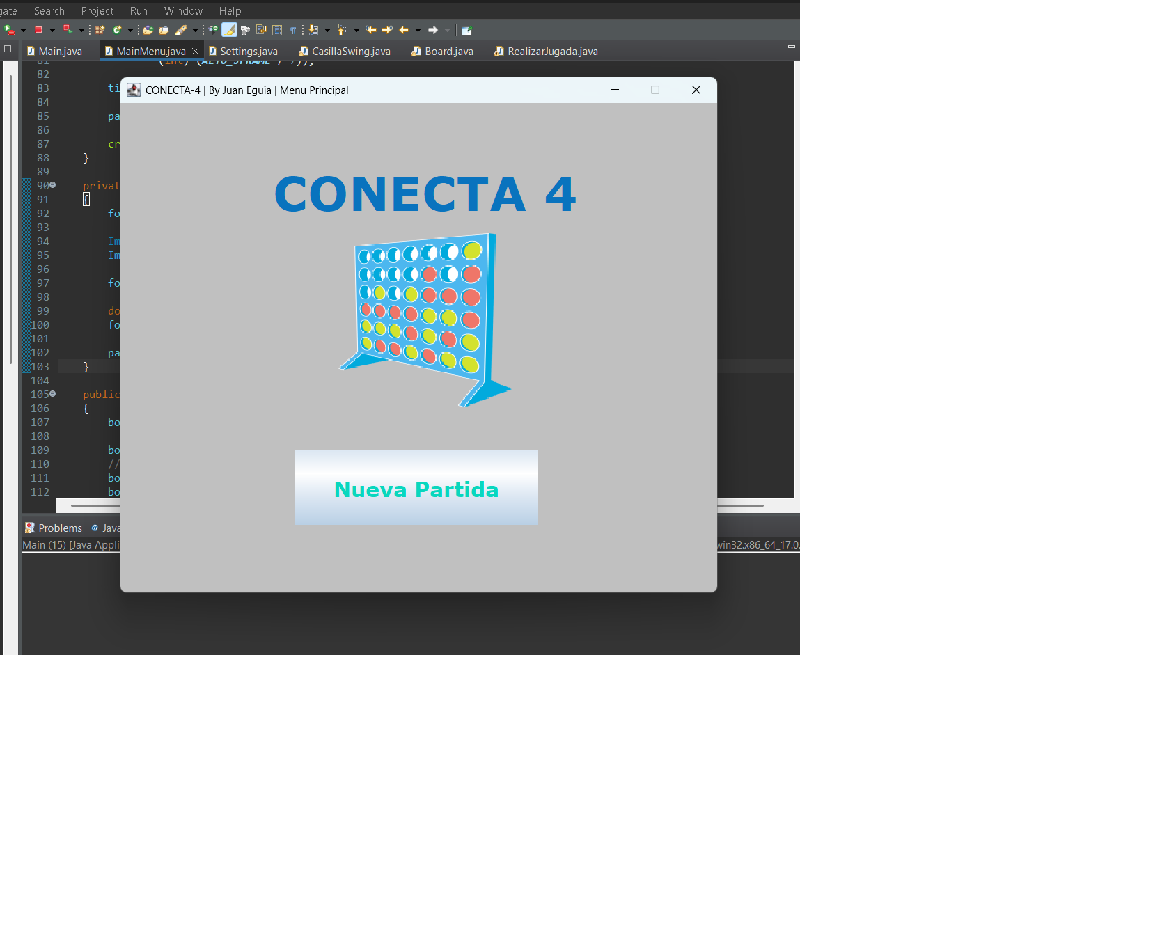 gate Search Project Run Window Help
Main.java MainMenu.java Settings.java CasillaSwing.java Board.java RealizarJugada.java
82
CONECTA-4 | By Juan Eguia | Menu Principal
83 ti
84
85 pa
86
87 cr
88 }
89
90 privat
91 {
92 fo
93
94 Im
95 Im
96
97 fo
98
99 do
100 fo
101
102 pa
103 }
104
105 public
106 {
107 bo
108
109 bo
110 //
111 bo
112 bo
CONECTA 4
Nueva Partida
Problems Java
Main (15) [Java Appli win32.x86_64_17.0.